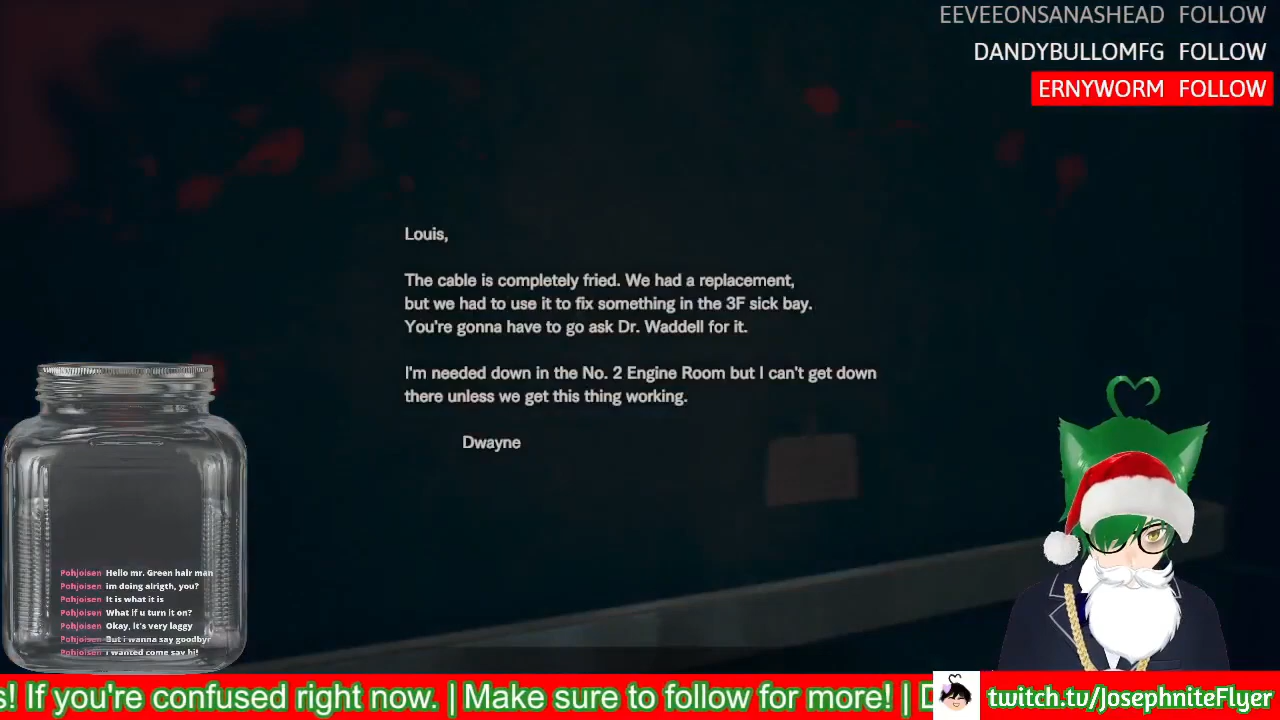 EEVEEONSANASHEAD FOLLOW
DANDYBULLOMFG FOLLOW
ERNYWORM FOLLOW
Louis,
The cable is completely fried. We had a replacement,
but we had to use it to fix something in the 3F sick bay.
You're gonna have to go ask Dr. Waddell for it.
I'm needed down in the No. 2 Engine Room but I can't get down
there unless we get this thing working.
Dwayne
Pohjoisen Hello mr. Green hair man
Pohjoisen im doing alrigth, you?
Pohjoisen It is what it is
Pohjoisen What if u turn it on?
Pohjoisen Okay, it's very laggy
Pohjoisen But i wanna say goodbye
Pohjoisen I wanted come say hi!
s! If you're confused right now. | Make sure to follow for more! | D
twitch.tv/JosephniteFlyer